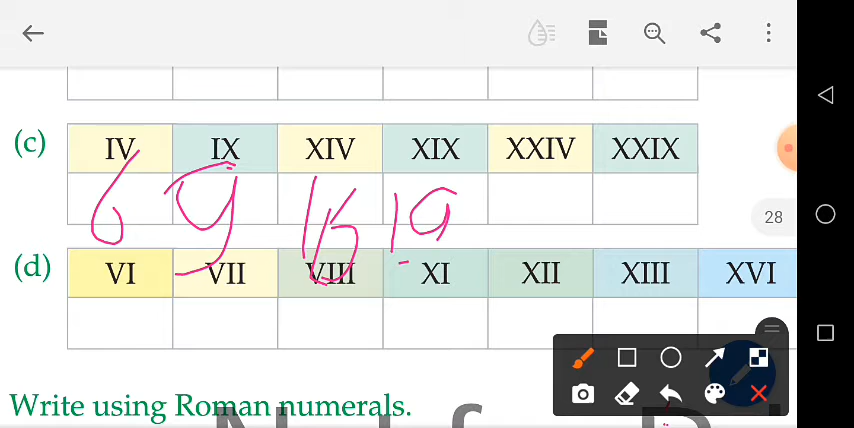 (c) IV IX XIV XIX XXIV XXIX
6 9 16 19
28
(d) VI VII VIII XI XII XIII XVI
Write using Roman numerals.